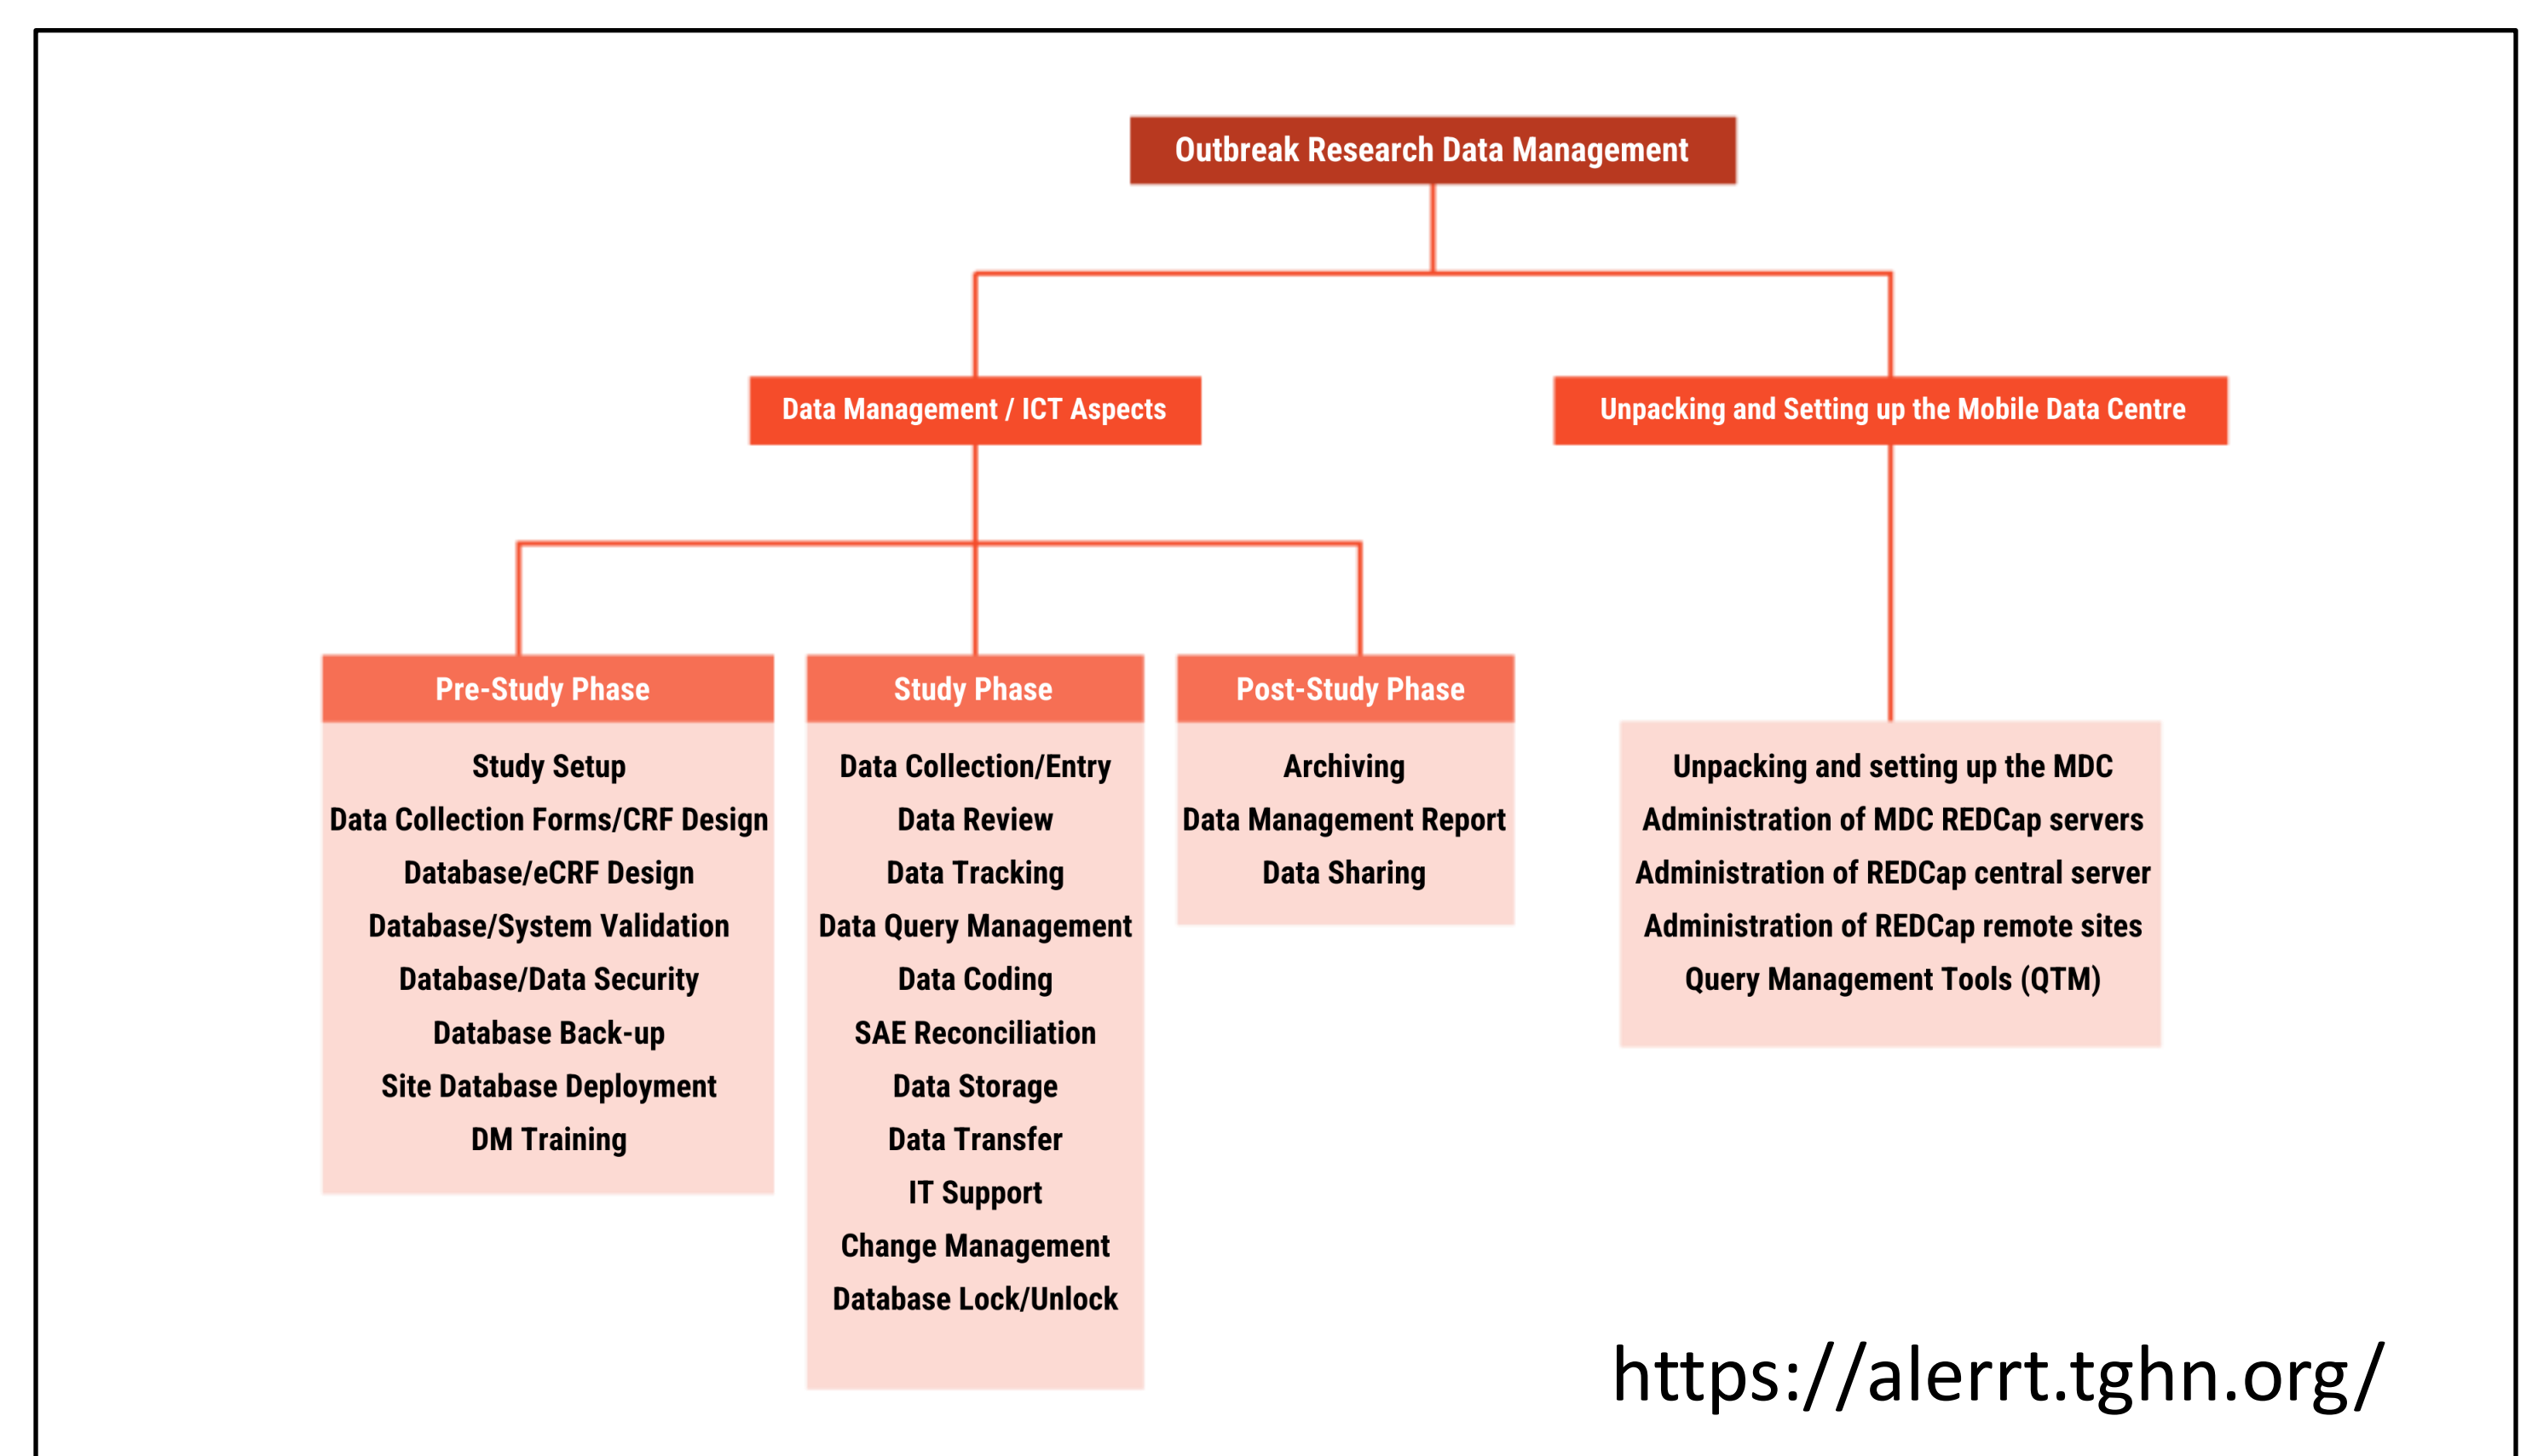 Outbreak Research Data Management
Data Management / ICT Aspects
Unpacking and Setting up the Mobile Data Centre
Pre-Study Phase
Study Setup
Data Collection Forms/CRF Design
Database/eCRF Design
Database/System Validation
Database/Data Security
Database Back-up
Site Database Deployment
DM Training
Study Phase
Data Collection/Entry
Data Review
Data Tracking
Data Query Management
Data Coding
SAE Reconciliation
Data Storage
Data Transfer
IT Support
Change Management
Database Lock/Unlock
Post-Study Phase
Archiving
Data Management Report
Data Sharing
Unpacking and setting up the MDC
Administration of MDC REDCap servers
Administration of REDCap central server
Administration of REDCap remote sites
Query Management Tools (QTM)
https://alerrt.tghn.org/